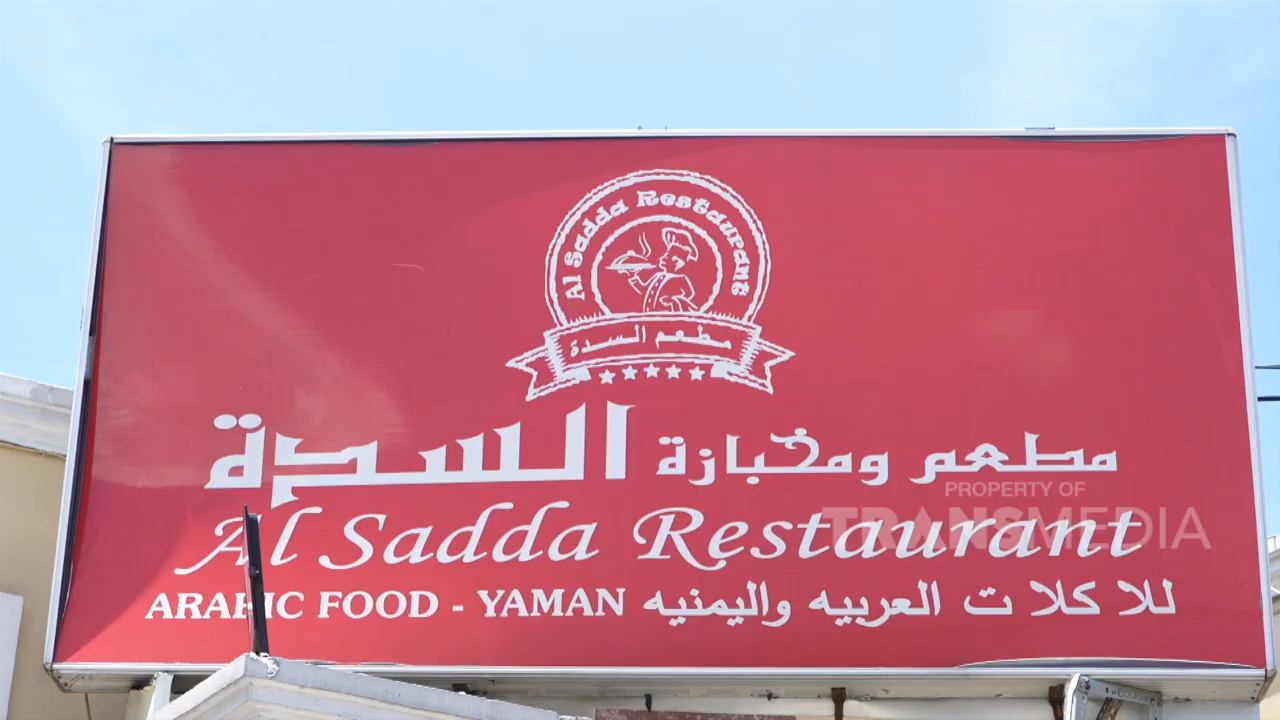 Al Sadda Restaurant
مطعم السدة
مطعم ومخبازة السدة
PROPERTY OF
TRANSMEDIA
Al Sadda Restaurant
ARABIC FOOD - YAMAN للا كلا ت العربيه واليمنيه